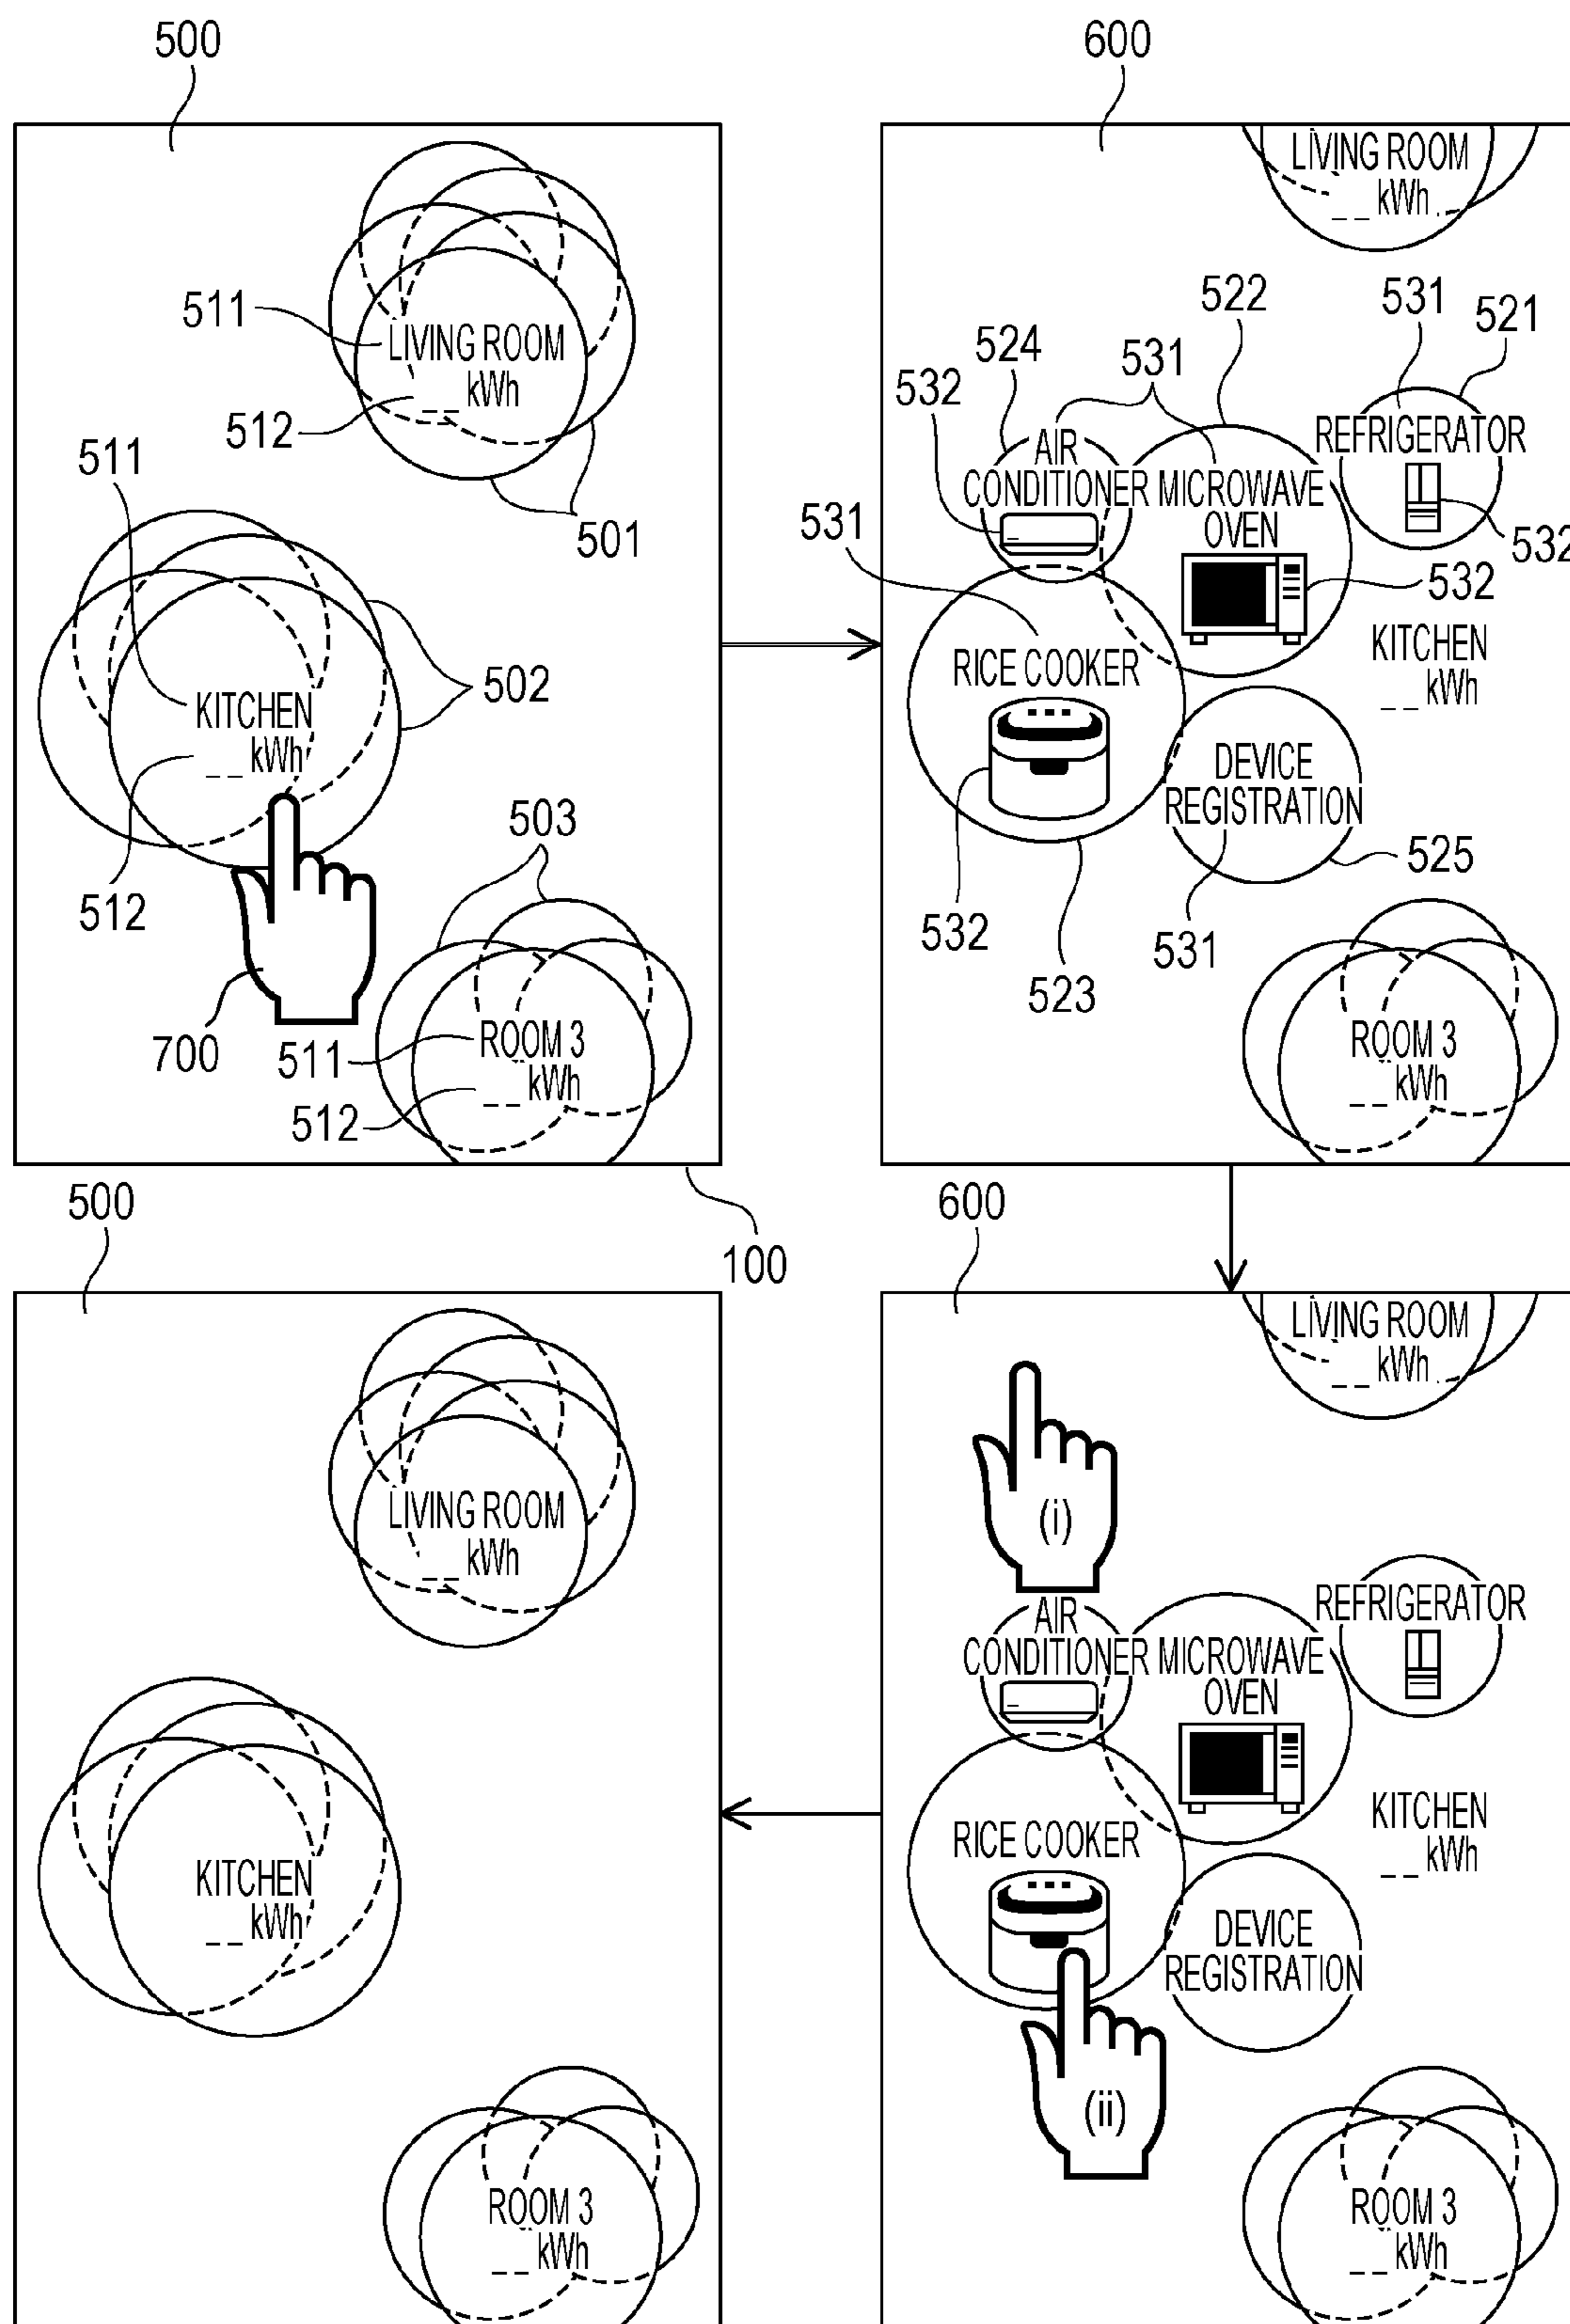 500
511
LIVING ROOM
512
__ kWh
501
511
502
KITCHEN
__ kWh
512
503
700
511
ROOM 3
__ kWh
512
100
600
LIVING ROOM
__ kWh
522
531
521
524
531
532
AIR
CONDITIONER
MICROWAVE
OVEN
REFRIGERATOR
531
532
532
KITCHEN
__ kWh
RICE COOKER
DEVICE
REGISTRATION
525
532
531
523
ROOM 3
__ kWh
500
LIVING ROOM
__ kWh
KITCHEN
__ kWh
ROOM 3
__ kWh
600
LIVING ROOM
__ kWh
(i)
AIR
CONDITIONER
MICROWAVE
OVEN
REFRIGERATOR
KITCHEN
__ kWh
RICE COOKER
DEVICE
REGISTRATION
(ii)
ROOM 3
__ kWh